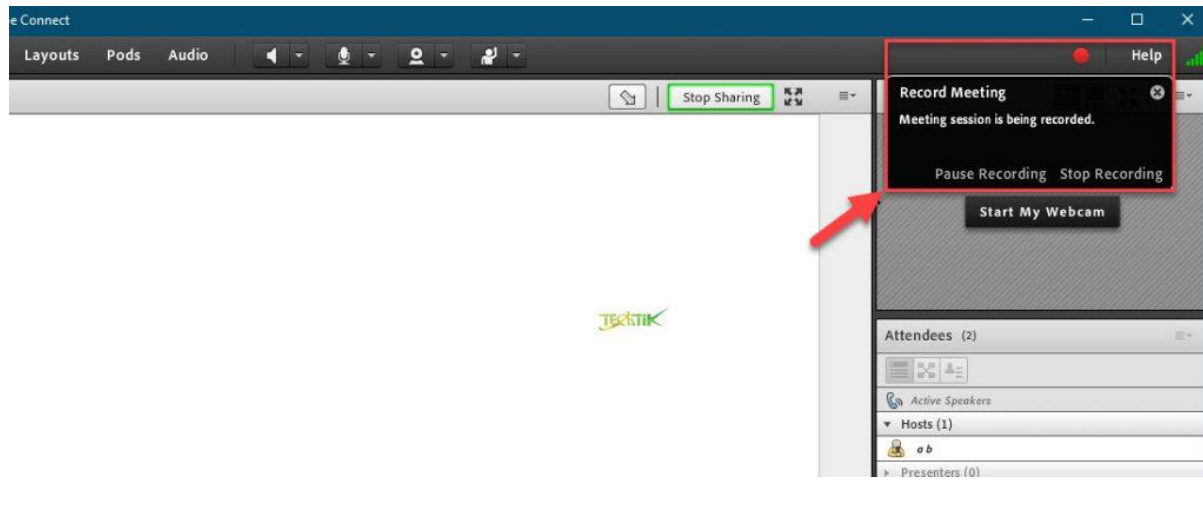 e Connect
Layouts Pods Audio Help
Stop Sharing
Record Meeting
Meeting session is being recorded.
Pause Recording Stop Recording
Start My Webcam
TECHTIK
Attendees (2)
Active Speakers
Hosts (1)
a b
Presenters (0)